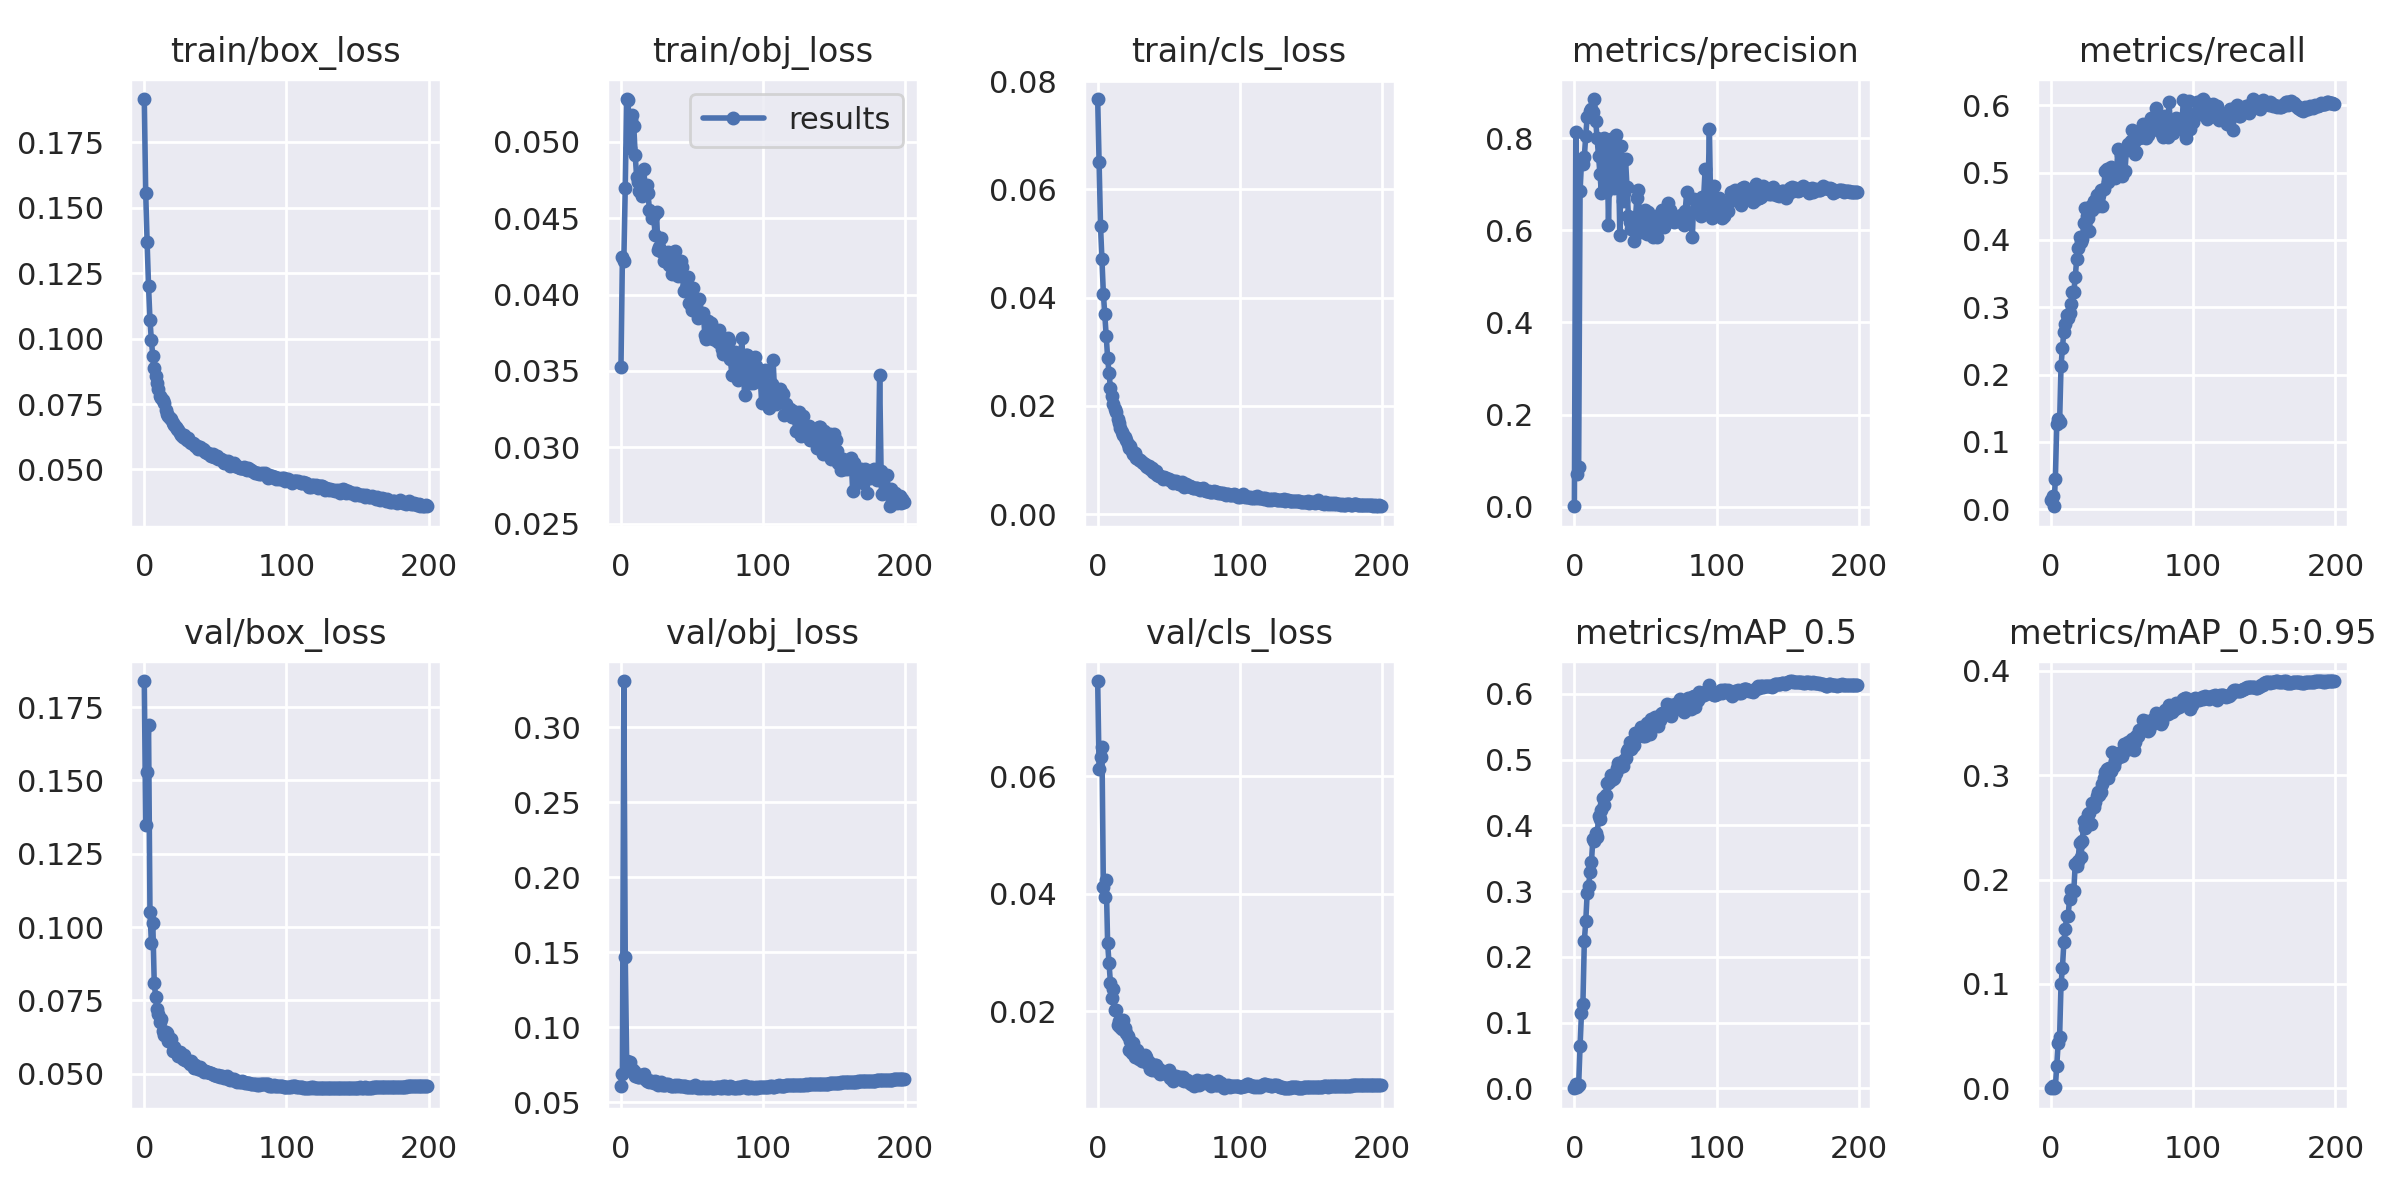 train/box_loss
0.175
0.150
0.125
0.100
0.075
0.050
0 100 200
train/obj_loss
results
0.050
0.045
0.040
0.035
0.030
0.025
0 100 200
train/cls_loss
0.08
0.06
0.04
0.02
0.00
0 100 200
metrics/precision
0.8
0.6
0.4
0.2
0.0
0 100 200
metrics/recall
0.6
0.5
0.4
0.3
0.2
0.1
0.0
0 100 200
val/box_loss
0.175
0.150
0.125
0.100
0.075
0.050
0 100 200
val/obj_loss
0.30
0.25
0.20
0.15
0.10
0.05
0 100 200
val/cls_loss
0.06
0.04
0.02
0 100 200
metrics/mAP_0.5
0.6
0.5
0.4
0.3
0.2
0.1
0.0
0 100 200
metrics/mAP_0.5:0.95
0.4
0.3
0.2
0.1
0.0
0 100 200